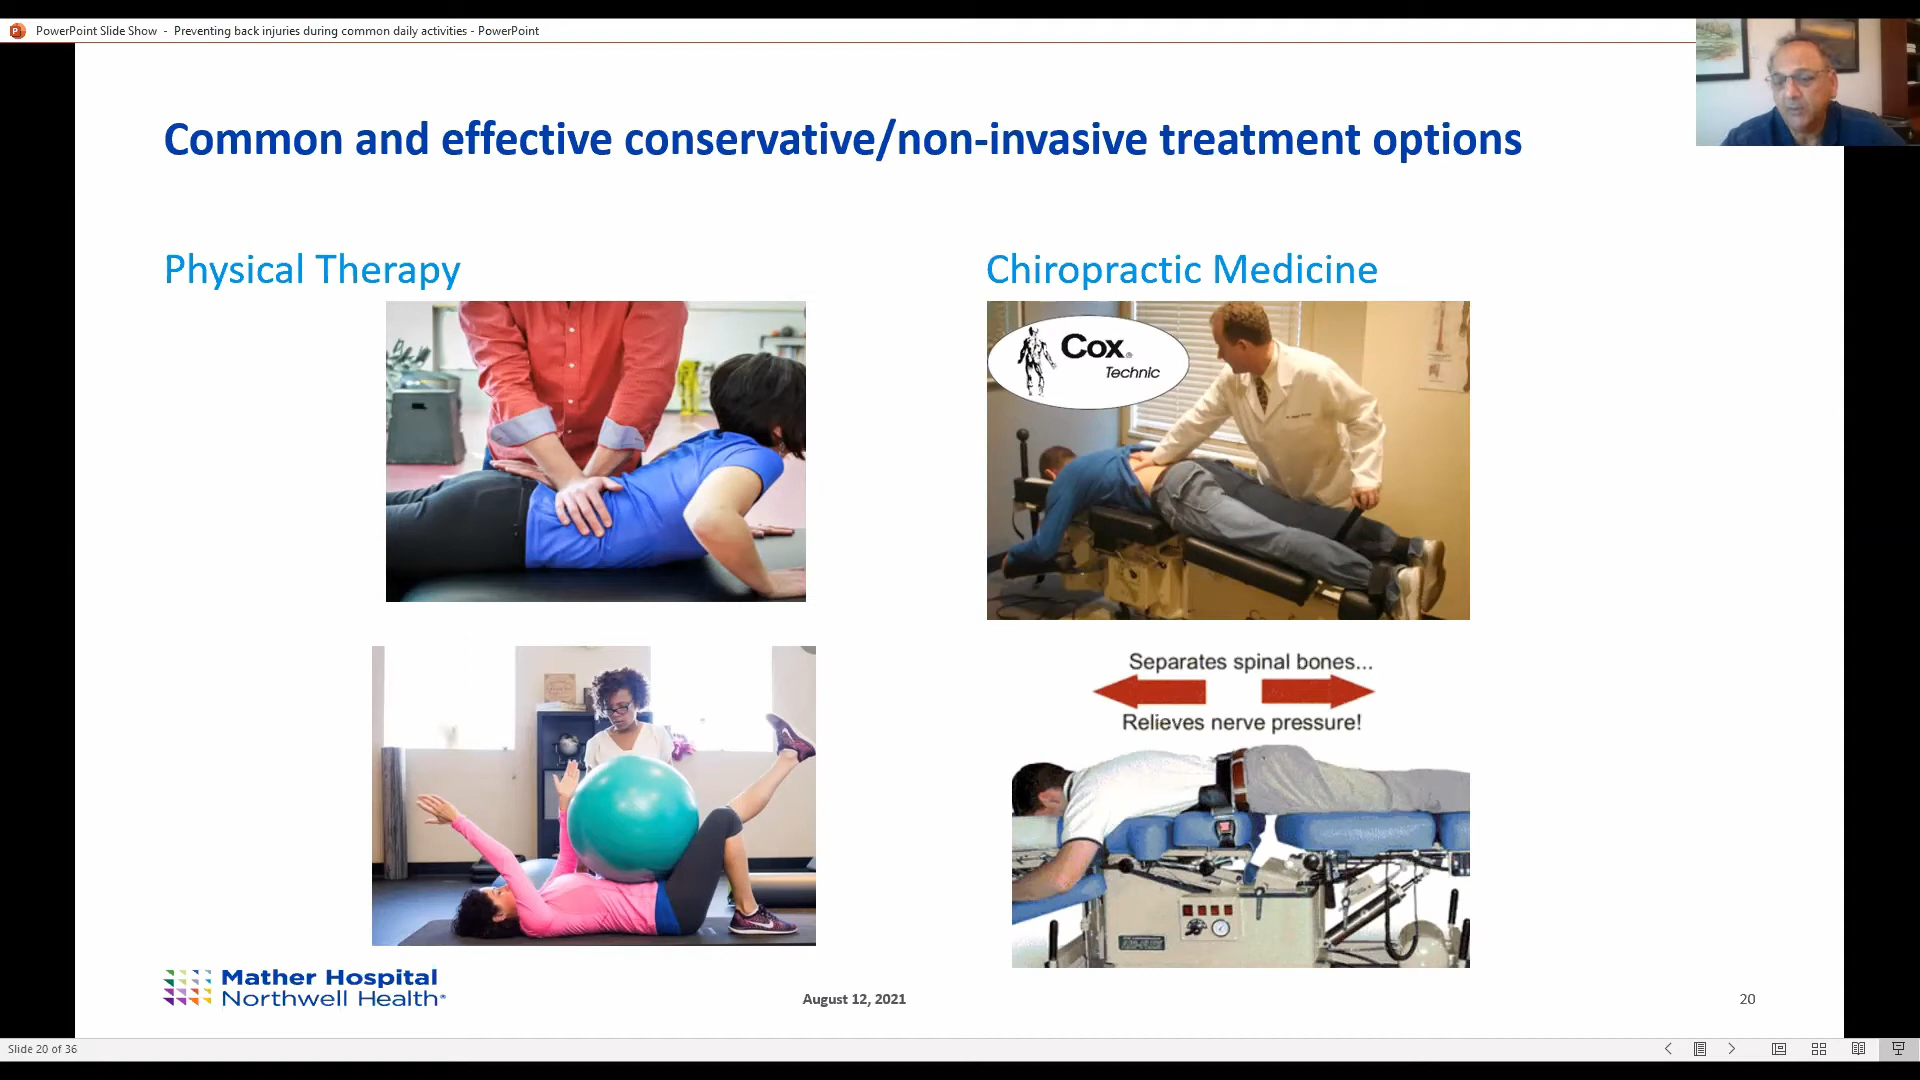 PowerPoint Slide Show - Preventing back injuries during common daily activities - PowerPoint
Common and effective conservative/non-invasive treatment options
Physical Therapy
Chiropractic Medicine
Cox®
Technic
Separates spinal bones...
Relieves nerve pressure!
Mather Hospital
Northwell Health®
August 12, 2021
20
Slide 20 of 36